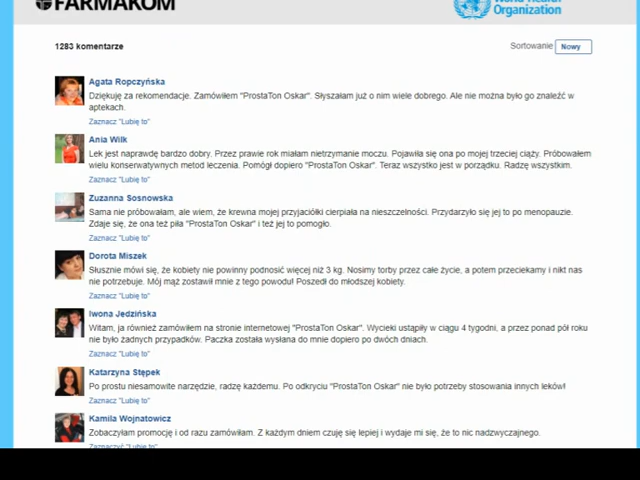 FARMAKOM
World Health
Organization
1283 komentarze
Sortowanie Nowy
Agata Ropczyńska
Dziękuję za rekomendacje. Zamówiłem "ProstaTon Oskar". Słyszałam już o nim wiele dobrego. Ale nie można było go znaleźć w
aptekach.
Zaznacz "Lubię to"
Ania Wilk
Lek jest naprawdę bardzo dobry. Przez prawie rok miałam nietrzymanie moczu. Pojawiła się ona po mojej trzeciej ciąży. Próbowałem
wielu konserwatywnych metod leczenia. Pomógł dopiero "ProstaTon Oskar". Teraz wszystko jest w porządku. Radzę wszystkim.
Zaznacz "Lubię to"
Zuzanna Sosnowska
Sama nie próbowałam, ale wiem, że krewna mojej przyjaciółki cierpiała na nieszczelności. Przydarzyło się jej to po menopauzie.
Zdaje się, że ona też piła "ProstaTon Oskar" i też jej to pomogło.
Zaznacz "Lubię to"
Dorota Miszek
Słusznie mówi się, że kobiety nie powinny podnosić więcej niż 3 kg. Nosimy torby przez całe życie, a potem przeciekamy i nikt nas
nie potrzebuje. Mój mąż zostawił mnie z tego powodu! Poszedł do młodszej kobiety.
Zaznacz "Lubię to"
Iwona Jedzińska
Witam, ja również zamówiłem na stronie internetowej "ProstaTon Oskar". Wycieki ustąpiły w ciągu 4 tygodni, a przez ponad pół roku
nie było żadnych przypadków. Paczka została wysłana do mnie dopiero po dwóch dniach.
Zaznacz "Lubię to"
Katarzyna Stępek
Po prostu niesamowite narzędzie, radzę każdemu. Po odkryciu "ProstaTon Oskar" nie było potrzeby stosowania innych leków!
Zaznacz "Lubię to"
Kamila Wojnatowicz
Zobaczyłam promocję i od razu zamówiłam. Z każdym dniem czuję się lepiej i wydaje mi się, że to nic nadzwyczajnego.
Zaznaczyć "Lubię to"